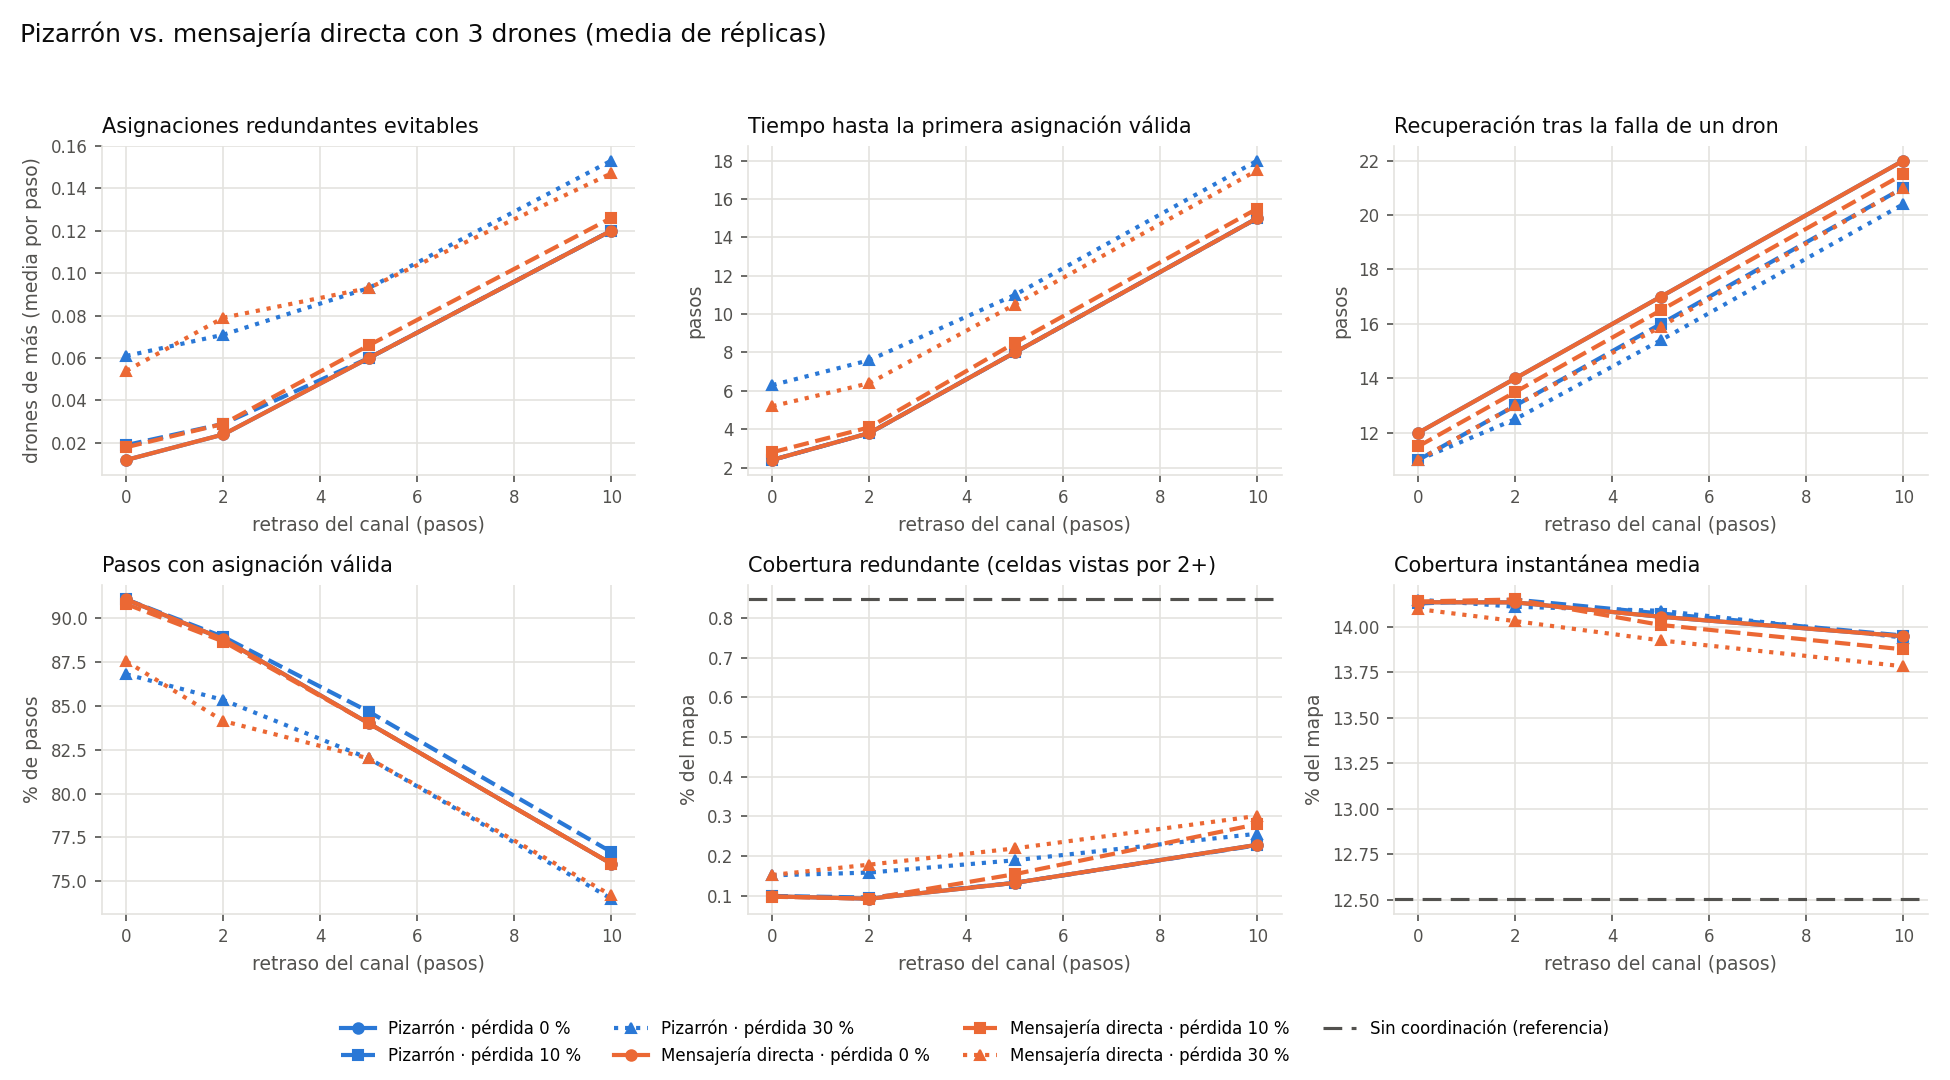 Pizarrón vs. mensajería directa con 3 drones (media de réplicas)
Asignaciones redundantes evitables
drones de más (media por paso)
0.16
0.14
0.12
0.10
0.08
0.06
0.04
0.02
0 2 4 6 8 10
retraso del canal (pasos)
Tiempo hasta la primera asignación válida
pasos
18
16
14
12
10
8
6
4
2
0 2 4 6 8 10
retraso del canal (pasos)
Recuperación tras la falla de un dron
pasos
22
20
18
16
14
12
0 2 4 6 8 10
retraso del canal (pasos)
Pasos con asignación válida
% de pasos
90.0
87.5
85.0
82.5
80.0
77.5
75.0
0 2 4 6 8 10
retraso del canal (pasos)
Cobertura redundante (celdas vistas por 2+)
% del mapa
0.8
0.7
0.6
0.5
0.4
0.3
0.2
0.1
0 2 4 6 8 10
retraso del canal (pasos)
Cobertura instantánea media
% del mapa
14.00
13.75
13.50
13.25
13.00
12.75
12.50
0 2 4 6 8 10
retraso del canal (pasos)
Pizarrón · pérdida 0 %
Pizarrón · pérdida 10 %
Pizarrón · pérdida 30 %
Mensajería directa · pérdida 0 %
Mensajería directa · pérdida 10 %
Mensajería directa · pérdida 30 %
Sin coordinación (referencia)